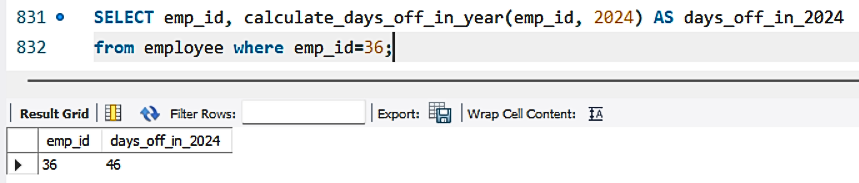 831 SELECT emp_id, calculate_days_off_in_year(emp_id, 2024) AS days_off_in_2024
832 from employee where emp_id=36;
Result Grid Filter Rows: Export: Wrap Cell Content:
emp_id days_off_in_2024
36 46